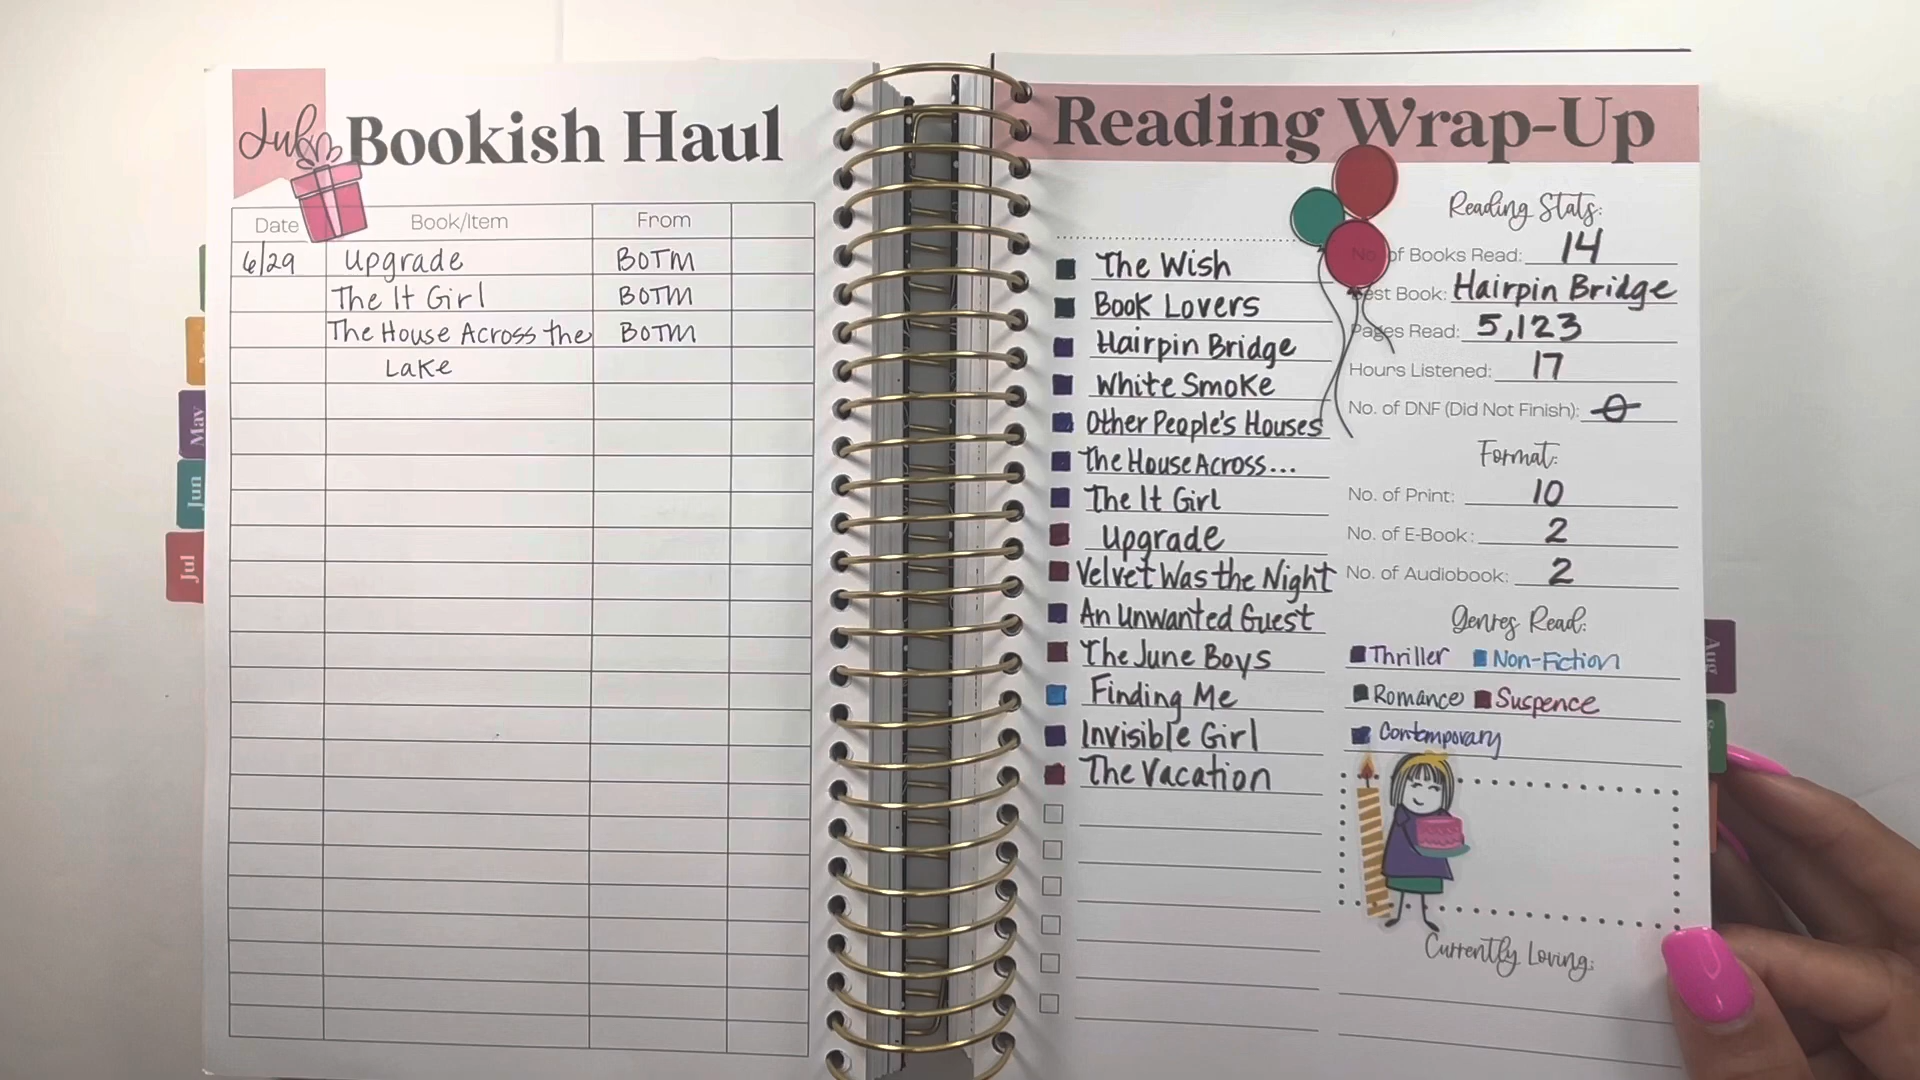 July Bookish Haul
Date Book/Item From
6/29 Upgrade BOTM
The It Girl BOTM
The House Across the BOTM
Lake
May
Jun
Jul
Reading Wrap-Up
The Wish
Book Lovers
Hairpin Bridge
White Smoke
Other People's Houses
The House Across...
The It Girl
Upgrade
Velvet Was the Night
An Unwanted Guest
The June Boys
Finding Me
Invisible Girl
The Vacation
Reading Stats:
No. of Books Read: 14
Best Book: Hairpin Bridge
Pages Read: 5,123
Hours Listened: 17
No. of DNF (Did Not Finish): 0
Format:
No. of Print: 10
No. of E-Book: 2
No. of Audiobook: 2
Genres Read:
Thriller Non-Fiction
Romance Suspence
Contemporary
Currently Loving:
Aug